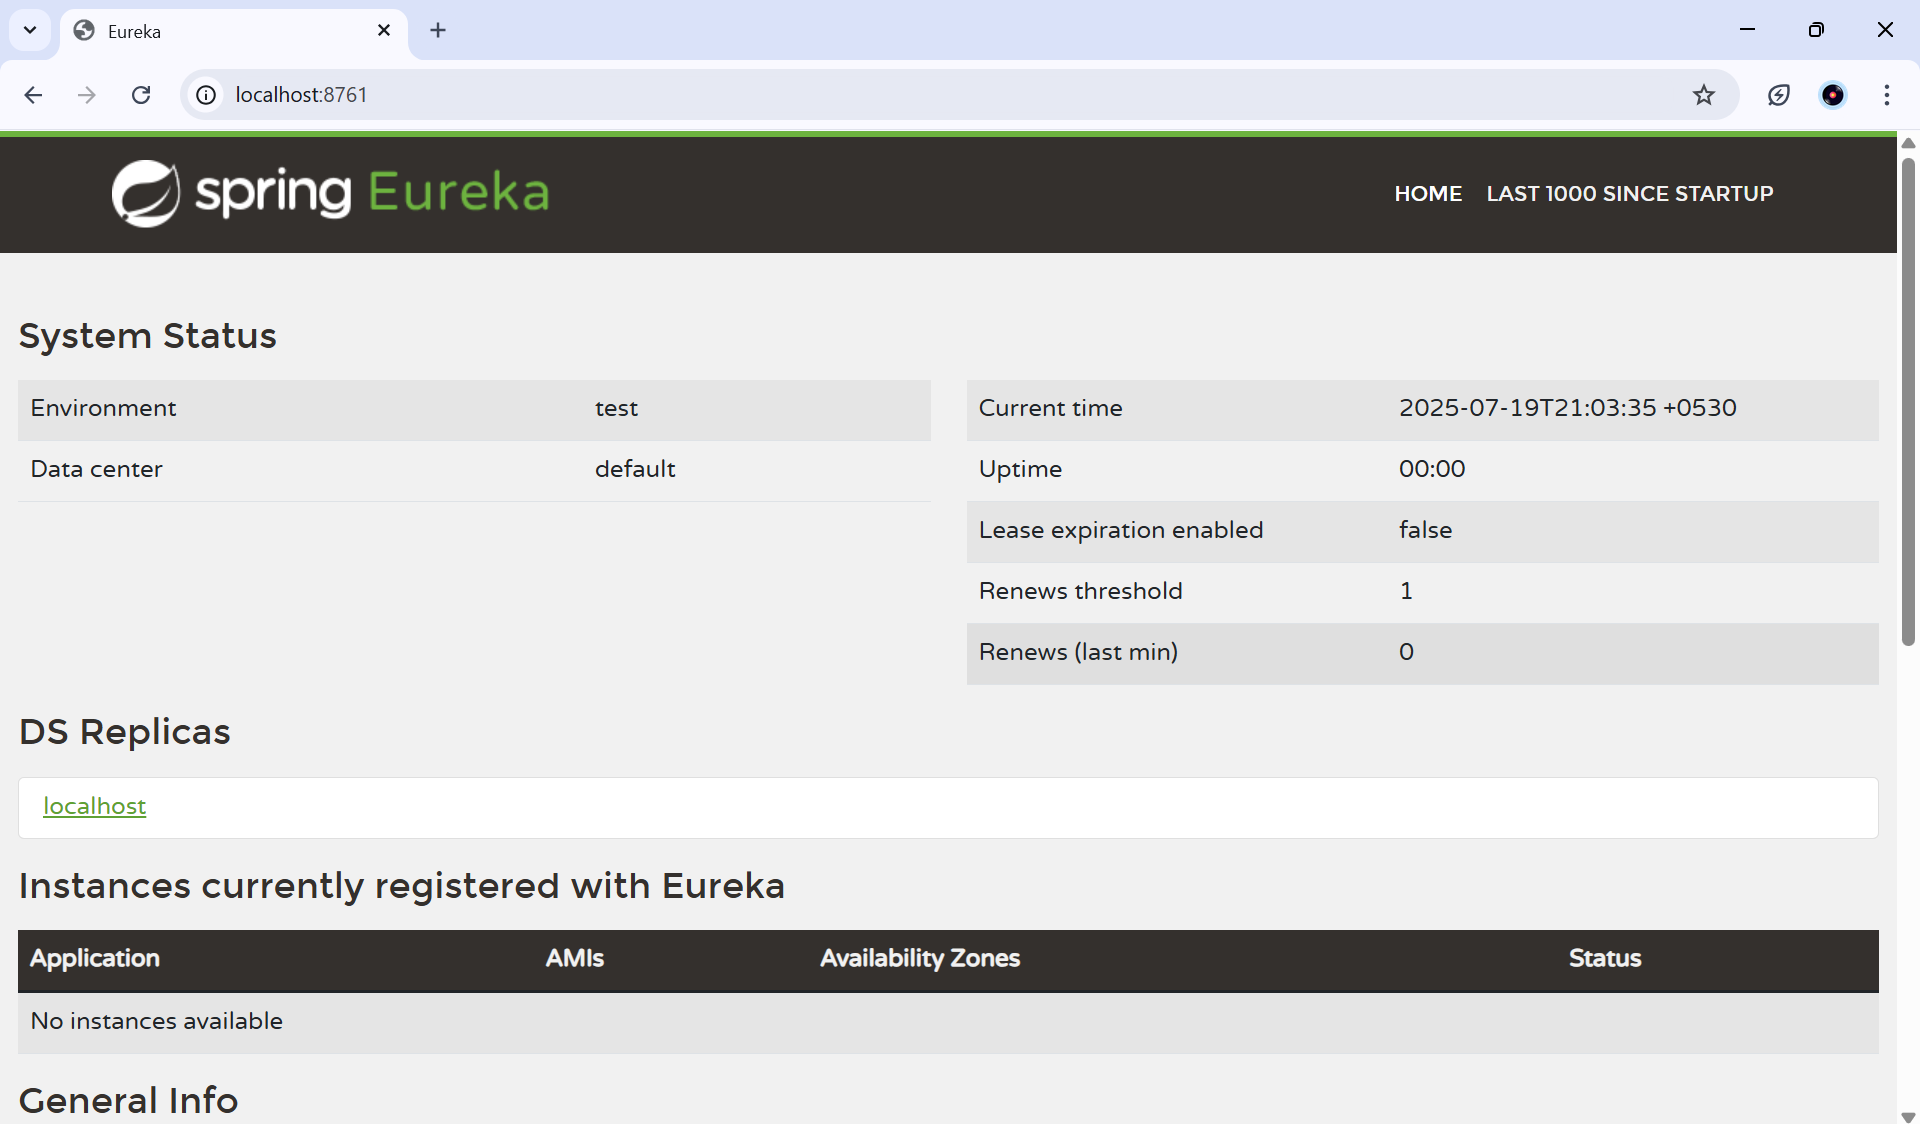 Eureka
localhost:8761
spring Eureka
HOME LAST 1000 SINCE STARTUP
System Status
Environment test
Data center default
Current time 2025-07-19T21:03:35 +0530
Uptime 00:00
Lease expiration enabled false
Renews threshold 1
Renews (last min) 0
DS Replicas
localhost
Instances currently registered with Eureka
Application AMIs Availability Zones Status
No instances available
General Info